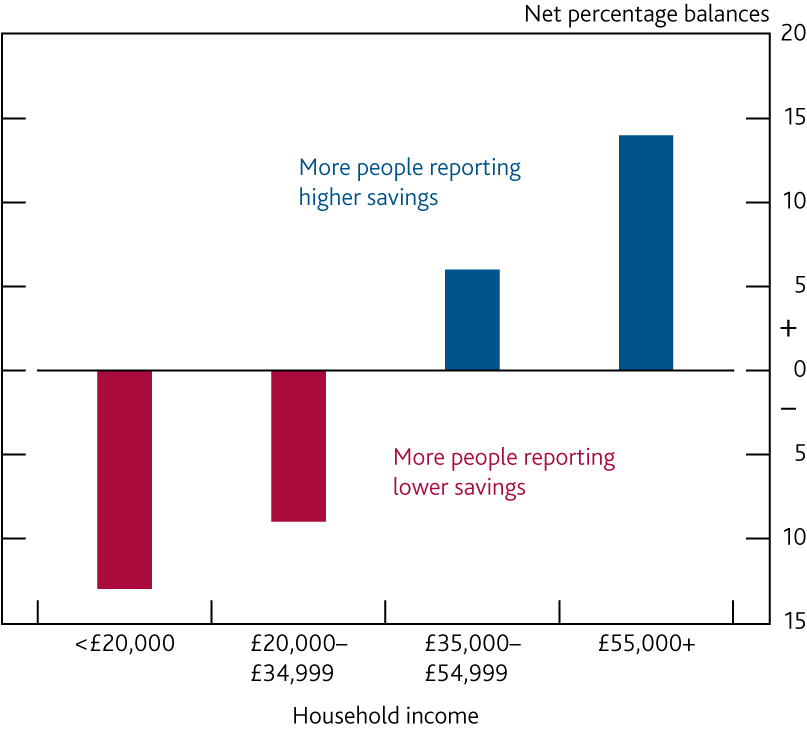 Net percentage balances
20
15
More people reporting
higher savings
10
5
+
0
–
5
More people reporting
lower savings
10
15
<£20,000
£20,000–
£34,999
£35,000–
£54,999
£55,000+
Household income